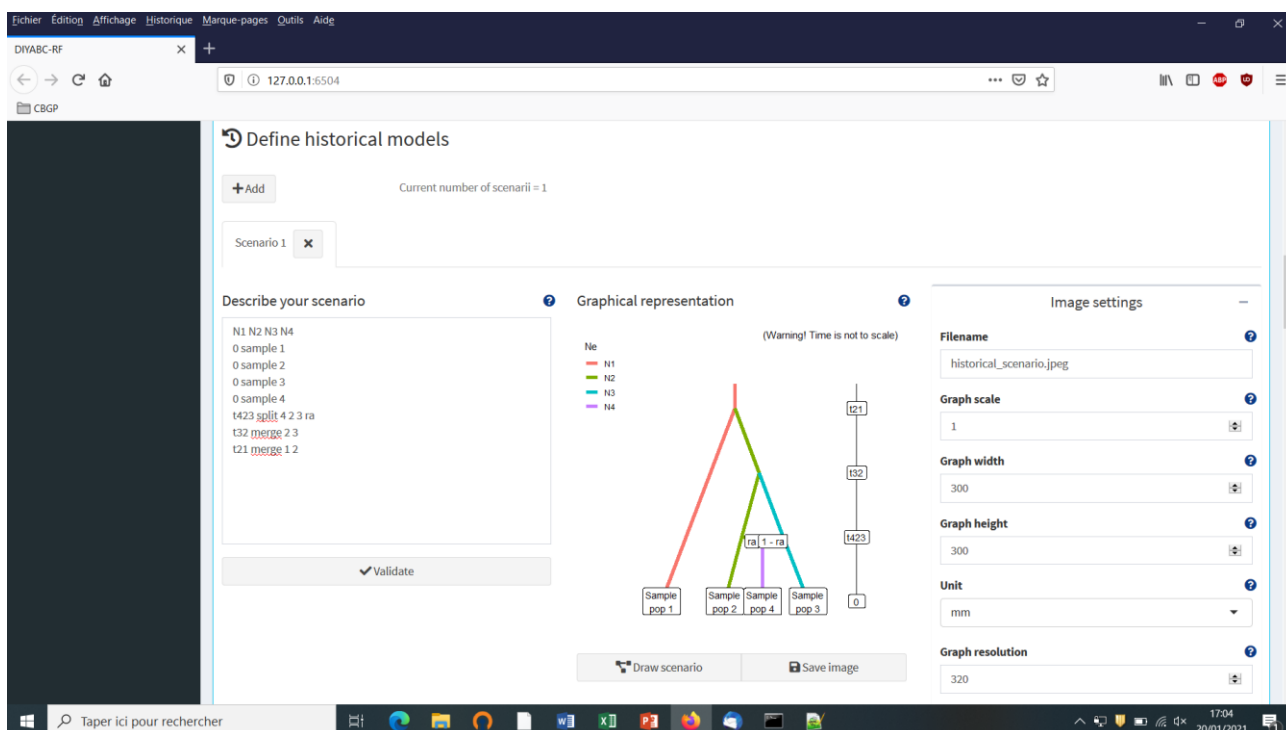 Fichier Édition Affichage Historique Marque-pages Outils Aide
DIYABC-RF
127.0.0.1:6504
CBGP
Define historical models
Add
Current number of scenarii = 1
Scenario 1
Describe your scenario
N1 N2 N3 N4
0 sample 1
0 sample 2
0 sample 3
0 sample 4
t423 split 4 2 3 ra
t32 merge 2 3
t21 merge 1 2
Validate
Graphical representation
(Warning! Time is not to scale)
Ne
N1
N2
N3
N4
t21
t32
t423
0
ra 1 - ra
Sample pop 1
Sample pop 2
Sample pop 4
Sample pop 3
Draw scenario
Save image
Image settings
Filename
historical_scenario.jpeg
Graph scale
1
Graph width
300
Graph height
300
Unit
mm
Graph resolution
320
Taper ici pour rechercher
17:04
20/01/2021